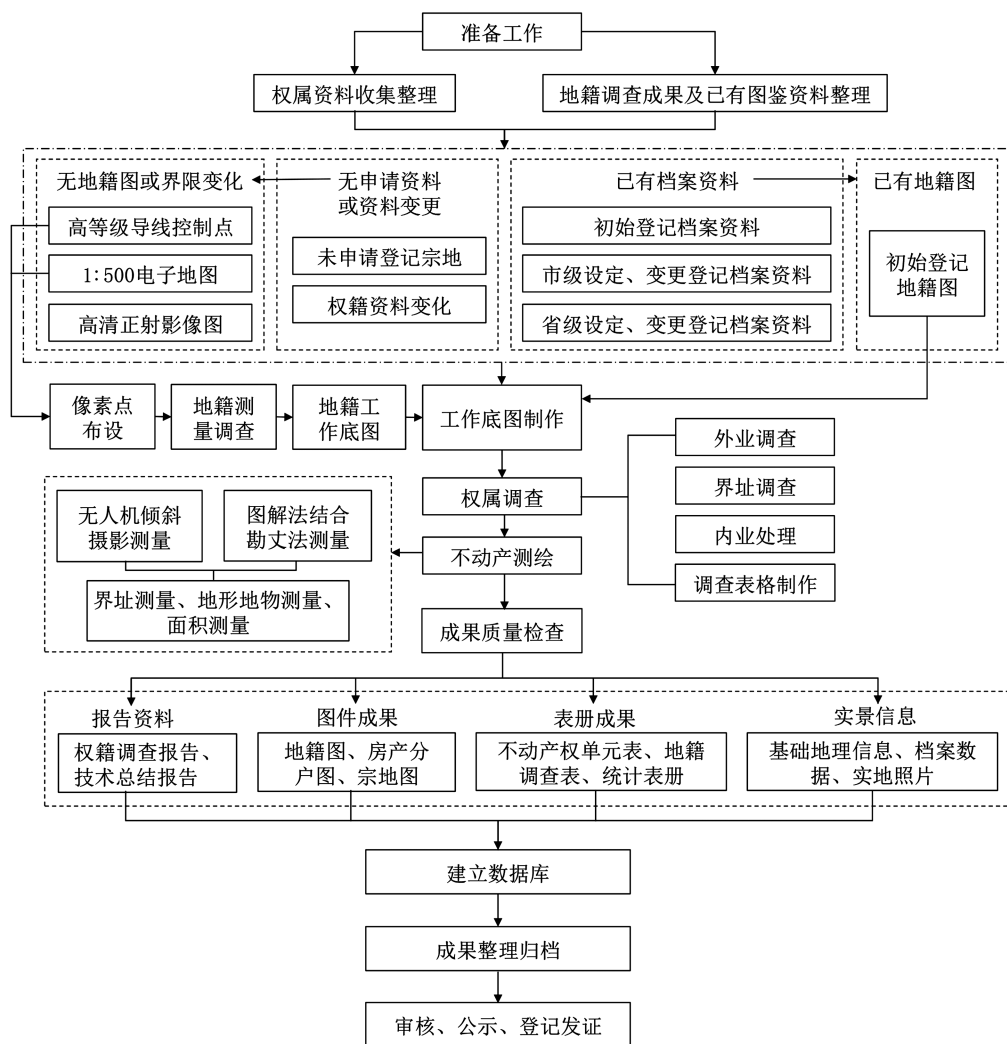 准备工作
权属资料收集整理
地籍调查成果及已有图鉴资料整理
无地籍图或界限变化
高等级导线控制点
1:500电子地图
高清正射影像图
无申请资料
或资料变更
未申请登记宗地
权籍资料变化
已有档案资料
初始登记档案资料
市级设定、变更登记档案资料
省级设定、变更登记档案资料
已有地籍图
初始登记
地籍图
像素点
布设
地籍测
量调查
地籍工
作底图
工作底图制作
权属调查
外业调查
界址调查
内业处理
调查表格制作
不动产测绘
无人机倾斜
摄影测量
图解法结合
勘丈法测量
界址测量、地形地物测量、
面积测量
成果质量检查
报告资料
权籍调查报告、
技术总结报告
图件成果
地籍图、房产分
户图、宗地图
表册成果
不动产权单元表、地籍
调查表、统计表册
实景信息
基础地理信息、档案数
据、实地照片
建立数据库
成果整理归档
审核、公示、登记发证